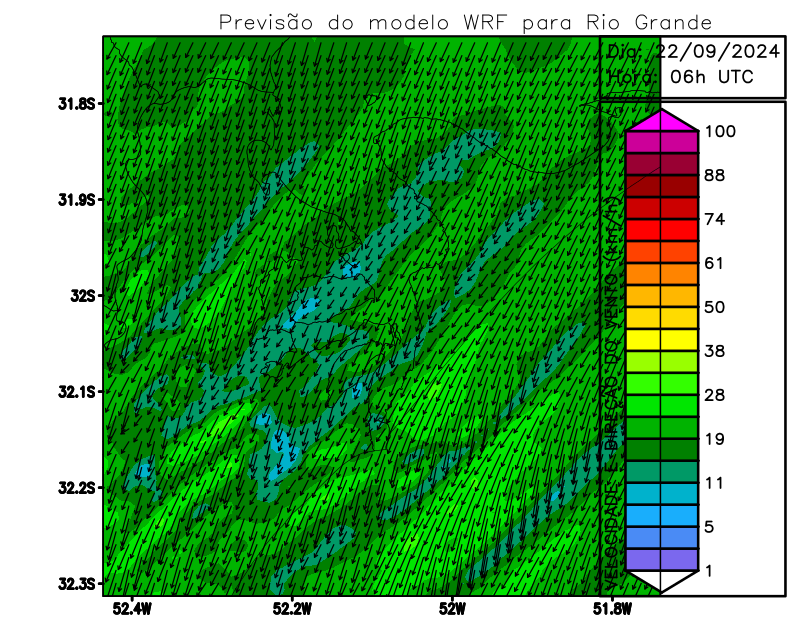 Previsão do modelo WRF para Rio Grande
Dia: 22/09/2024
Hora: 06h UTC
31.8S
31.9S
32S
32.1S
32.2S
32.3S
52.4W
52.2W
52W
51.8W
VELOCIDADE E DIREÇÃO DO VENTO (km/h)
100
88
74
61
50
38
28
19
11
5
1